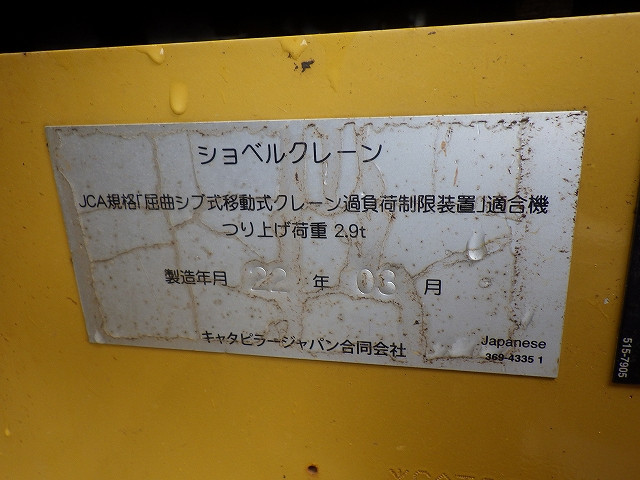 ショベルクレーン
JCA規格「屈曲ジブ式移動式クレーン過負荷制限装置」適合機
つり上げ荷重 2.9t
製造年月 22 年 03 月
キャタピラージャパン合同会社
Japanese
369-4335 1
515-7905